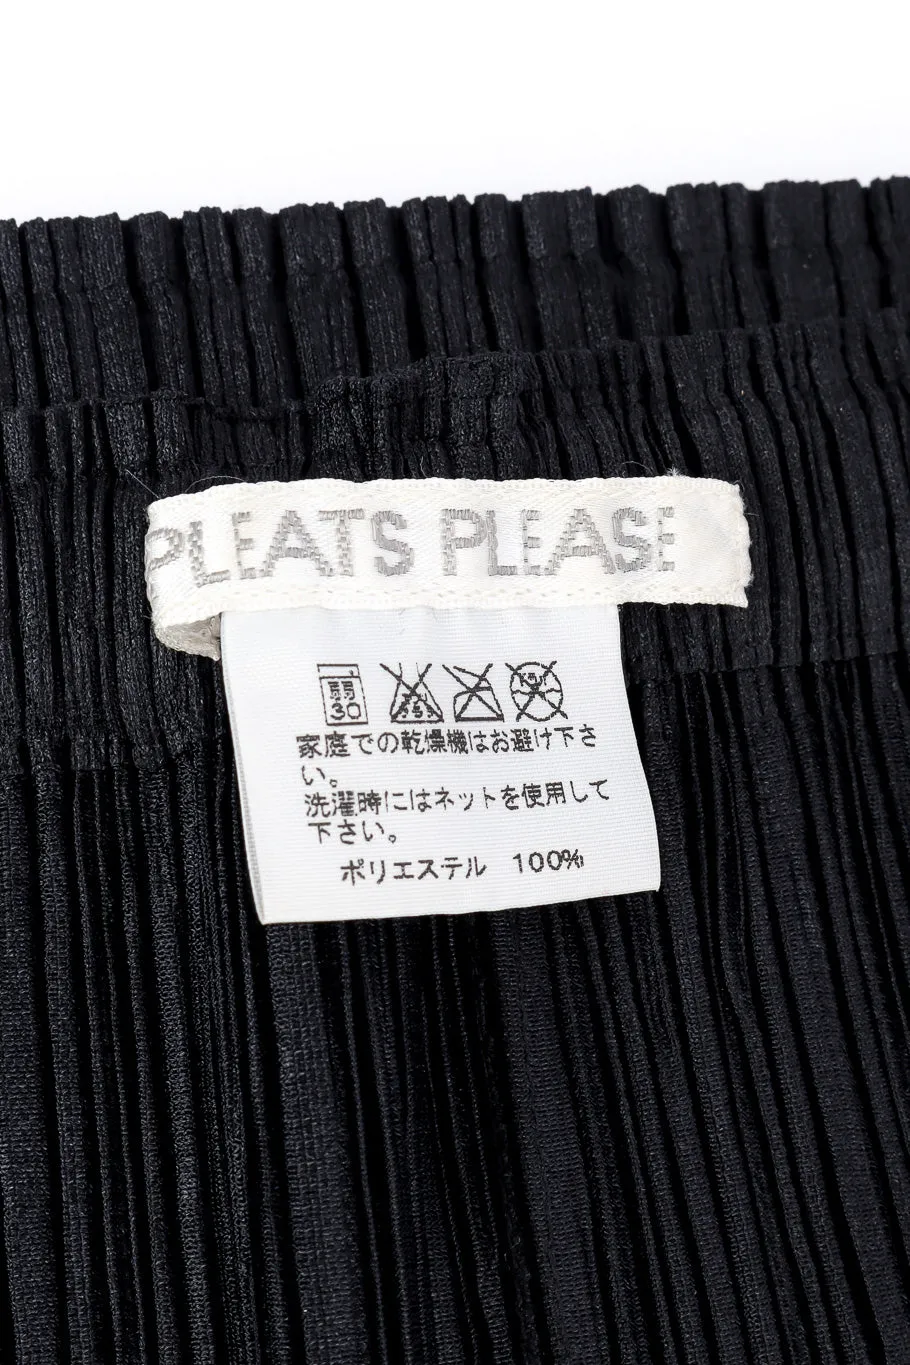 PLEATS PLEASE
弱
30
家庭での乾燥機はお避け下さ
い。
洗濯時にはネットを使用して
下さい。
ポリエステル 100%